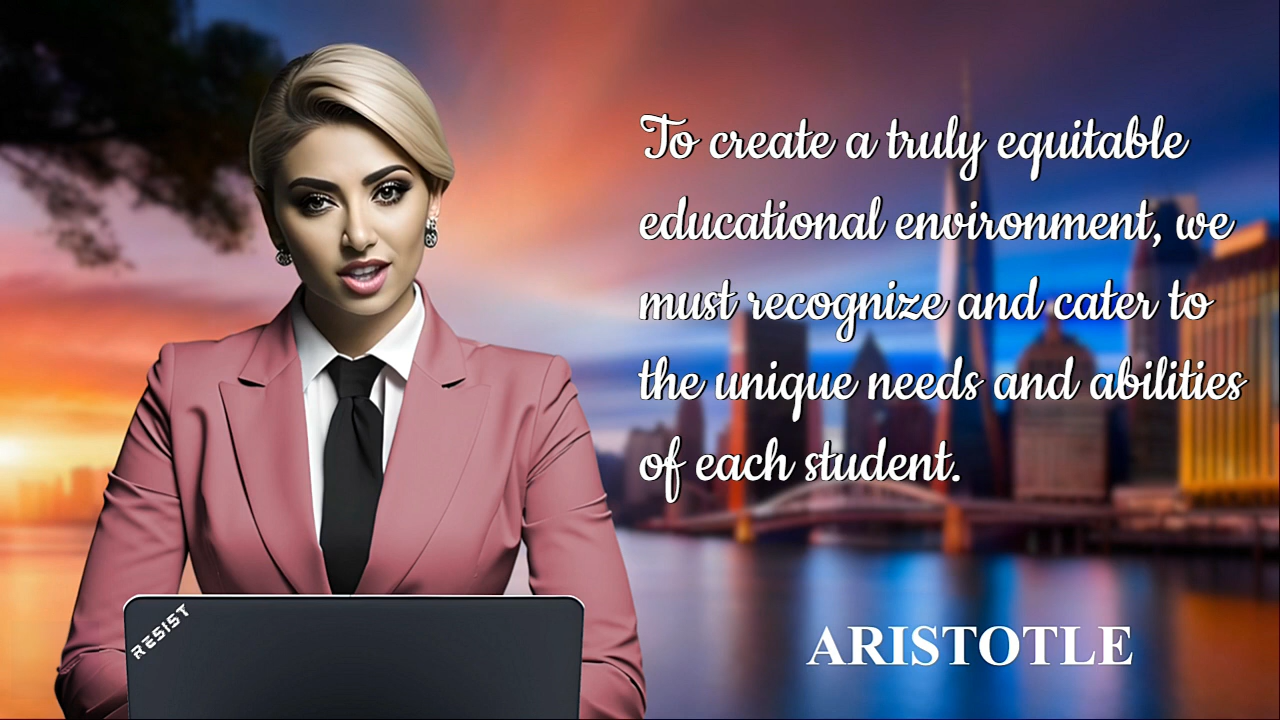 To create a truly equitable
educational environment, we
must recognize and cater to
the unique needs and abilities
of each student.
ARISTOTLE
RESIST